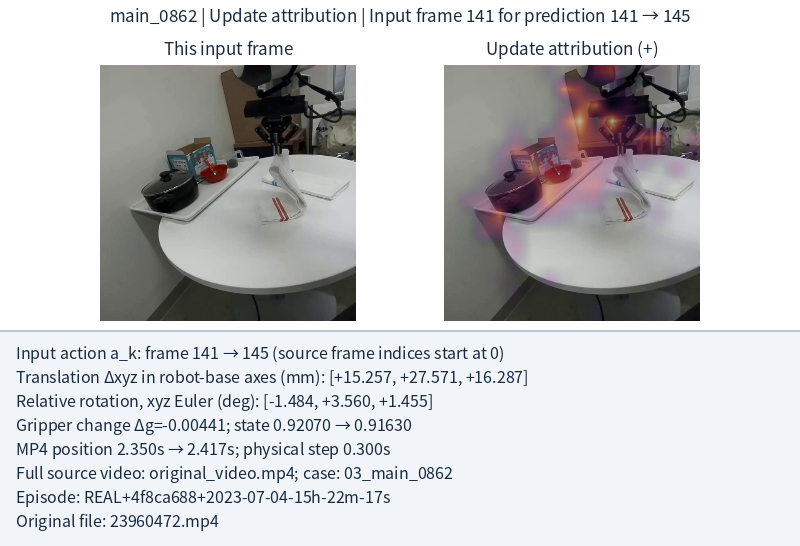 main_0862 | Update attribution | Input frame 141 for prediction 141 → 145
This input frame
Update attribution (+)
Input action a_k: frame 141 → 145 (source frame indices start at 0)
Translation Δxyz in robot-base axes (mm): [+15.257, +27.571, +16.287]
Relative rotation, xyz Euler (deg): [-1.484, +3.560, +1.455]
Gripper change Δg=-0.00441; state 0.92070 → 0.91630
MP4 position 2.350s → 2.417s; physical step 0.300s
Full source video: original_video.mp4; case: 03_main_0862
Episode: REAL+4f8ca688+2023-07-04-15h-22m-17s
Original file: 23960472.mp4